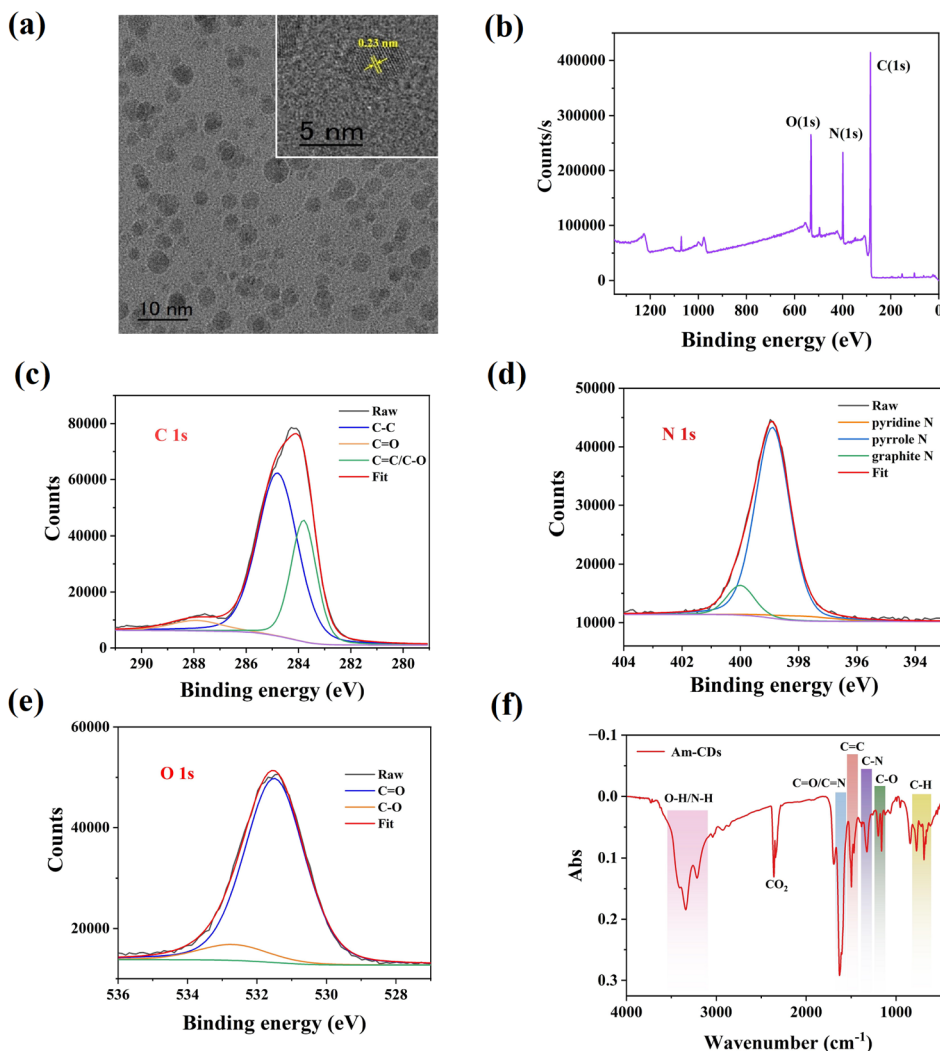 (a)
0.23 nm
5 nm
10 nm
(b)
400000
300000
200000
100000
0
Counts/s
O(1s)
N(1s)
C(1s)
1200 1000 800 600 400 200 0
Binding energy (eV)
(c)
80000
60000
40000
20000
0
Counts
C 1s
Raw
C-C
C=O
C=C/C-O
Fit
290 288 286 284 282 280
Binding energy (eV)
(d)
50000
40000
30000
20000
10000
Counts
N 1s
Raw
pyridine N
pyrrole N
graphite N
Fit
404 402 400 398 396 394
Binding energy (eV)
(e)
60000
40000
20000
Counts
O 1s
Raw
C=O
C-O
Fit
536 534 532 530 528
Binding energy (eV)
(f)
−0.1
0.0
0.1
0.2
0.3
Abs
Am-CDs
O-H/N-H
CO₂
C=O/C=N
C=C
C-N
C-O
C-H
4000 3000 2000 1000
Wavenumber (cm⁻¹)